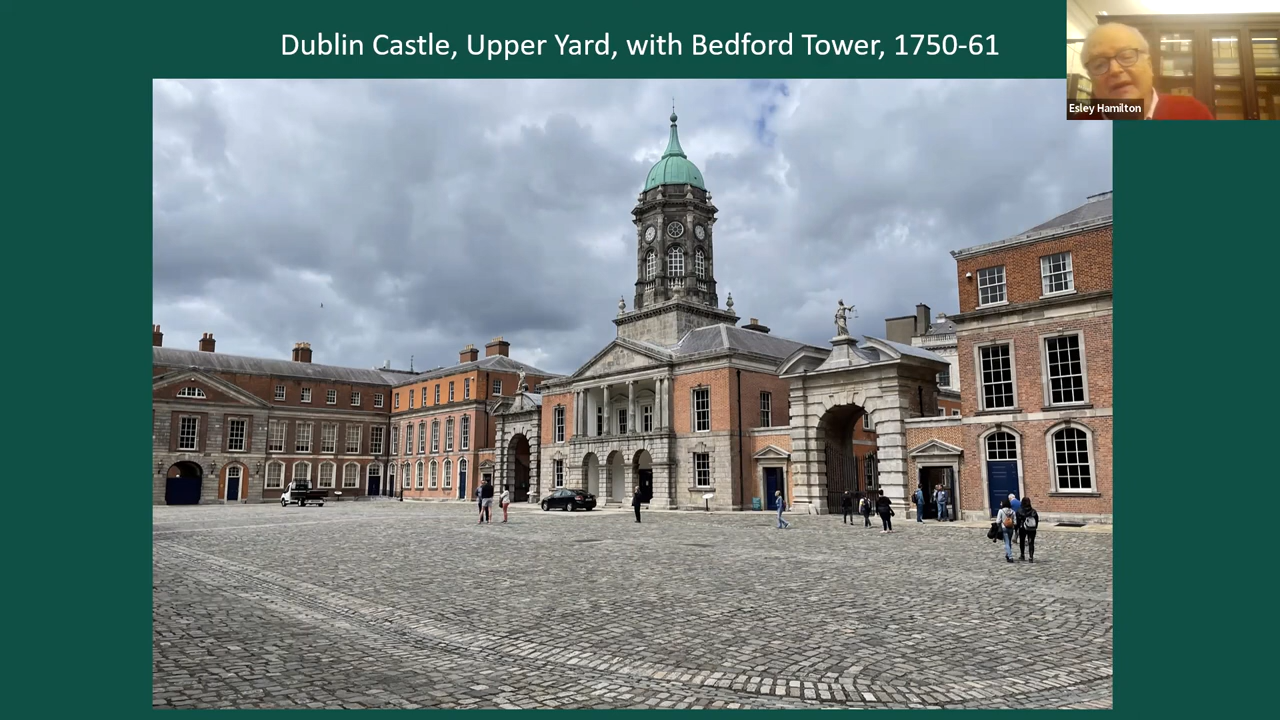 Dublin Castle, Upper Yard, with Bedford Tower, 1750-61
Esley Hamilton